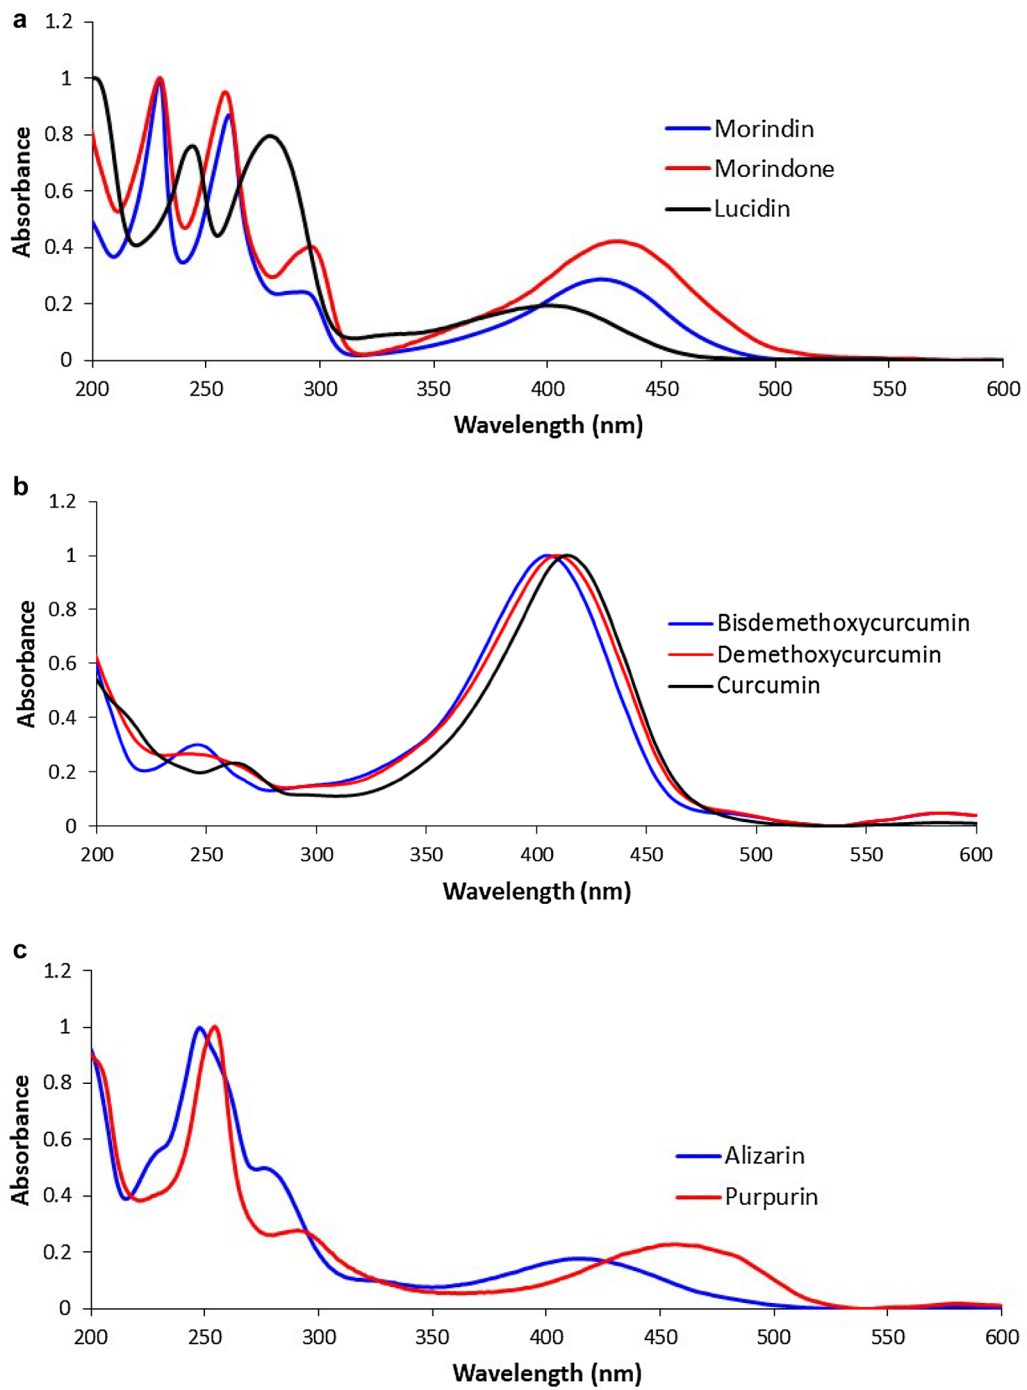 a
1.2
1
0.8
0.6
0.4
0.2
0
Absorbance
Morindin
Morindone
Lucidin
200 250 300 350 400 450 500 550 600
Wavelength (nm)
b
1.2
1
0.8
0.6
0.4
0.2
0
Absorbance
Bisdemethoxycurcumin
Demethoxycurcumin
Curcumin
200 250 300 350 400 450 500 550 600
Wavelength (nm)
c
1.2
1
0.8
0.6
0.4
0.2
0
Absorbance
Alizarin
Purpurin
200 250 300 350 400 450 500 550 600
Wavelength (nm)